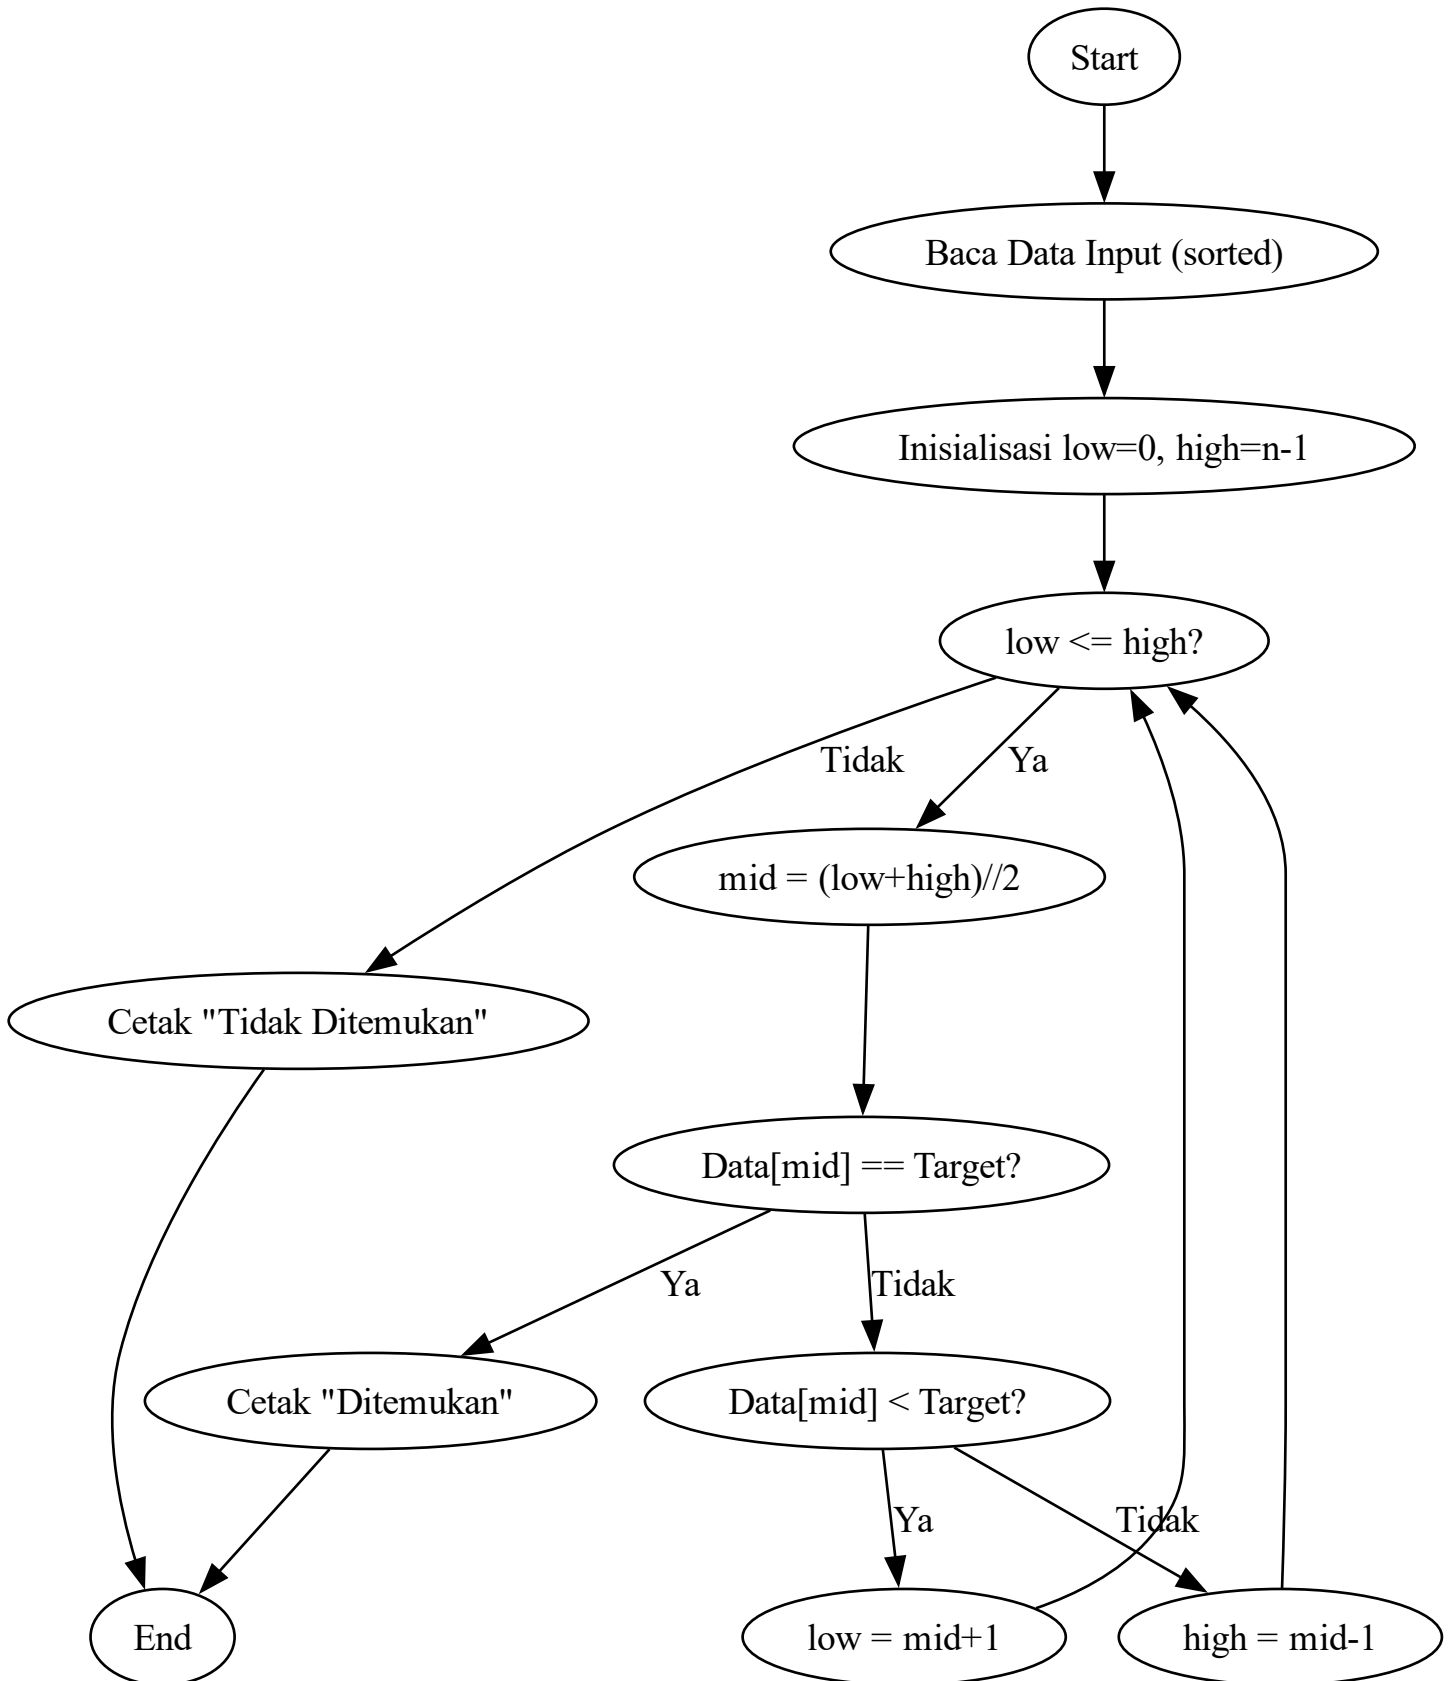 Start
Baca Data Input (sorted)
Inisialisasi low=0, high=n-1
low <= high?
Tidak
Ya
mid = (low+high)//2
Cetak "Tidak Ditemukan"
Data[mid] == Target?
Ya
Tidak
Cetak "Ditemukan"
Data[mid] < Target?
Ya
Tidak
End
low = mid+1
high = mid-1